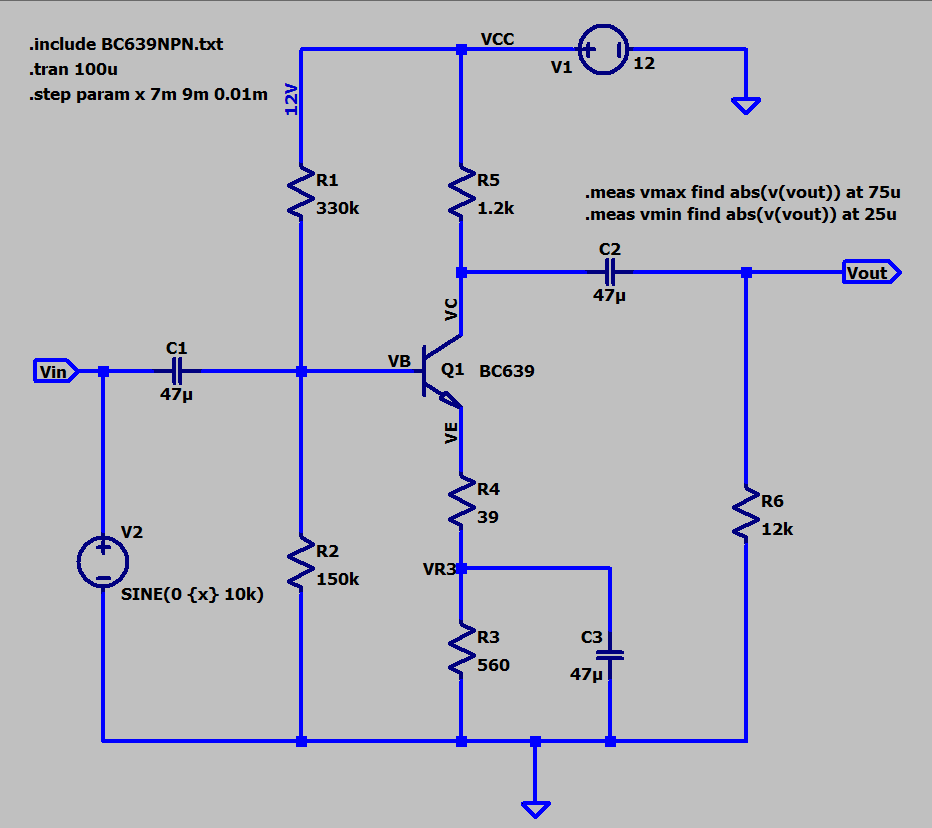 .include BC639NPN.txt
.tran 100u
.step param x 7m 9m 0.01m
VCC
V1
12
12V
R1
330k
R5
1.2k
.meas vmax find abs(v(vout)) at 75u
.meas vmin find abs(v(vout)) at 25u
C2
47µ
Vout
VC
C1
47µ
Vin
VB
Q1
BC639
VE
R4
39
R6
12k
V2
SINE(0 {x} 10k)
R2
150k
VR3
R3
560
C3
47µ